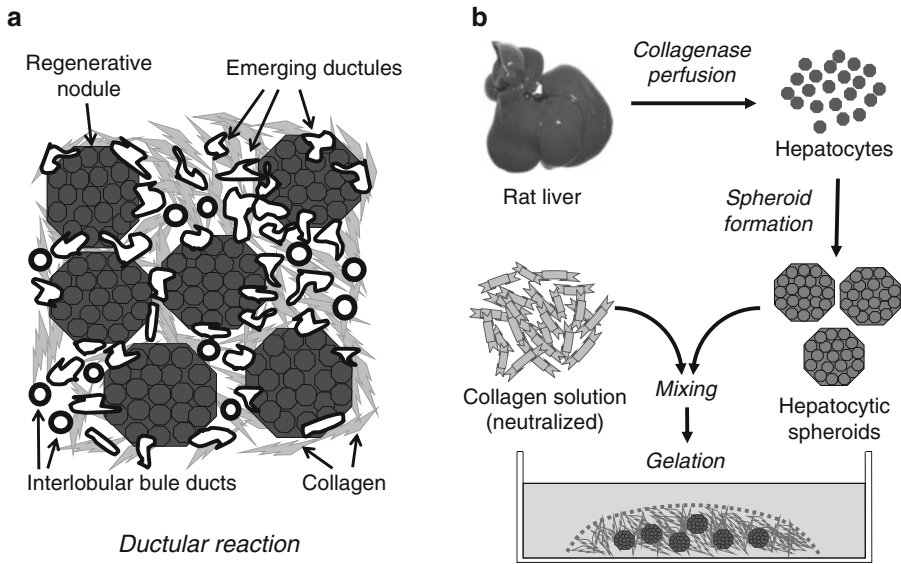 a
Regenerative
nodule
Emerging ductules
Interlobular bule ducts
Collagen
Ductular reaction
b
Collagenase
perfusion
Rat liver
Hepatocytes
Spheroid
formation
Collagen solution
(neutralized)
Mixing
Hepatocytic
spheroids
Gelation